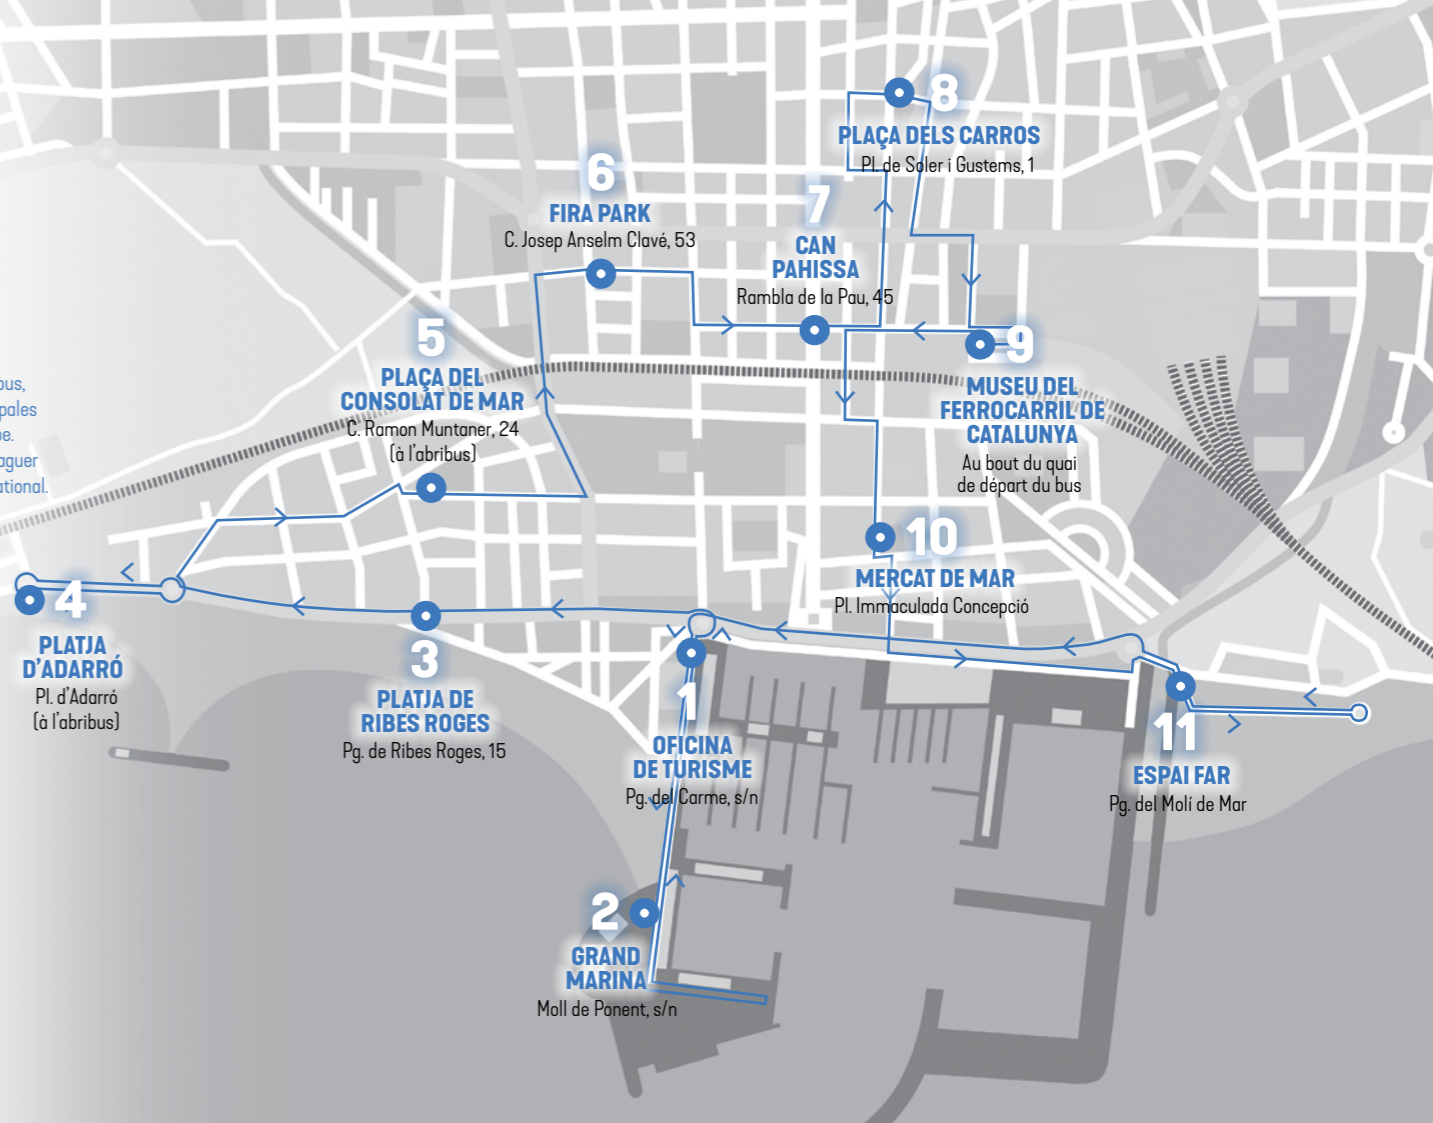 8
PLAÇA DELS CARROS
Pl. de Soler i Gustems, 1
6
FIRA PARK
C. Josep Anselm Clavé, 53
7
CAN
PAHISSA
Rambla de la Pau, 45
5
PLAÇA DEL
CONSOLAT DE MAR
C. Ramon Muntaner, 24
(à l'abribus)
9
MUSEU DEL
FERROCARRIL DE
CATALUNYA
Au bout du quai
de départ du bus
10
MERCAT DE MAR
Pl. Immaculada Concepció
4
PLATJA
D'ADARRÓ
Pl. d'Adarró
(à l'abribus)
3
PLATJA DE
RIBES ROGES
Pg. de Ribes Roges, 15
1
OFICINA
DE TURISME
Pg. del Carme, s/n
11
ESPAI FAR
Pg. del Molí de Mar
2
GRAND
MARINA
Moll de Ponent, s/n